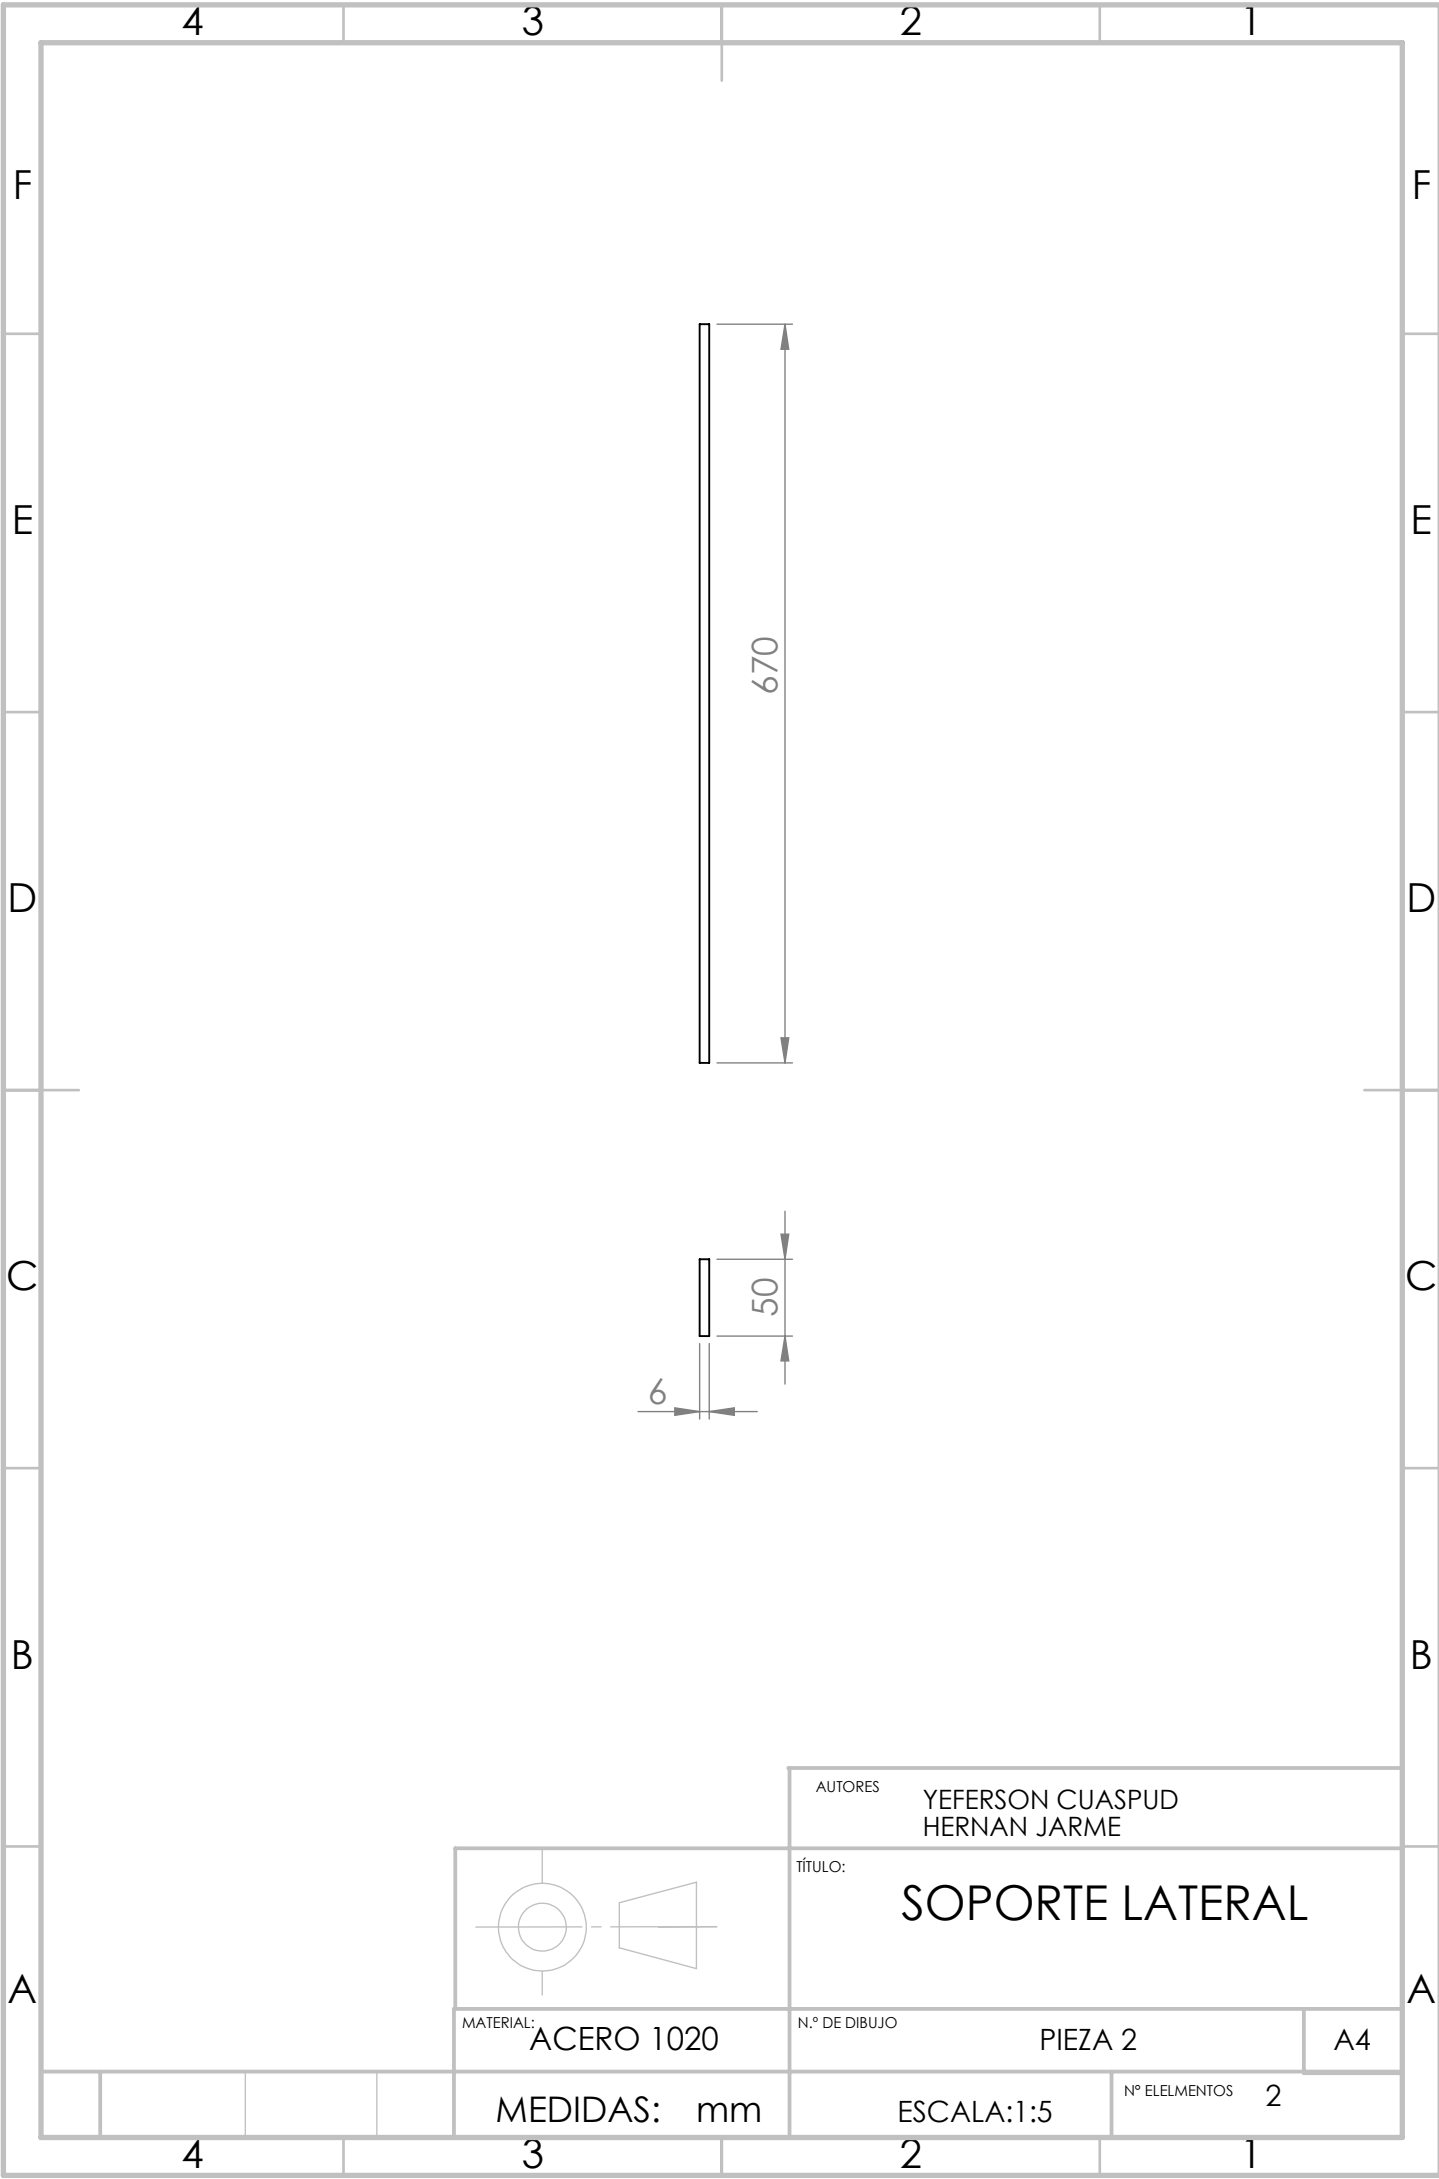 4 3 2 1
F F
E E
670
D D
C C
50
6
B B
AUTORES
YEFERSON CUASPUD
HERNAN JARME
TÍTULO:
SOPORTE LATERAL
A A
MATERIAL: ACERO 1020
N.º DE DIBUJO
PIEZA 2
A4
MEDIDAS: mm
ESCALA:1:5
Nº ELELMENTOS 2
4 3 2 1